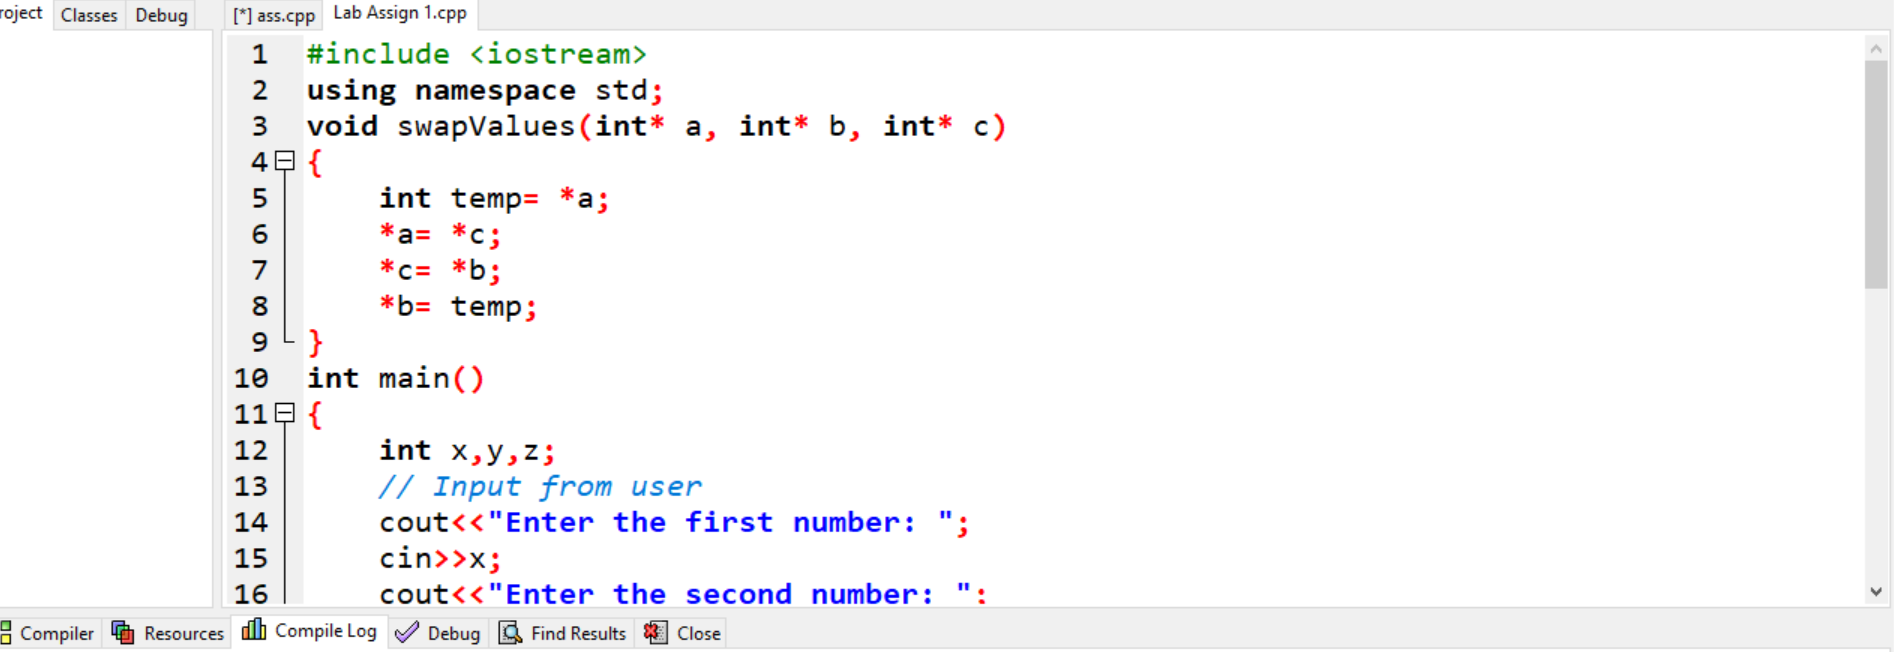 roject Classes Debug [*] ass.cpp Lab Assign 1.cpp
1 #include <iostream>
2 using namespace std;
3 void swapValues(int* a, int* b, int* c)
4 {
5 int temp= *a;
6 *a= *c;
7 *c= *b;
8 *b= temp;
9 }
10 int main()
11 {
12 int x,y,z;
13 // Input from user
14 cout<<"Enter the first number: ";
15 cin>>x;
16 cout<<"Enter the second number: ";
Compiler Resources Compile Log Debug Find Results Close